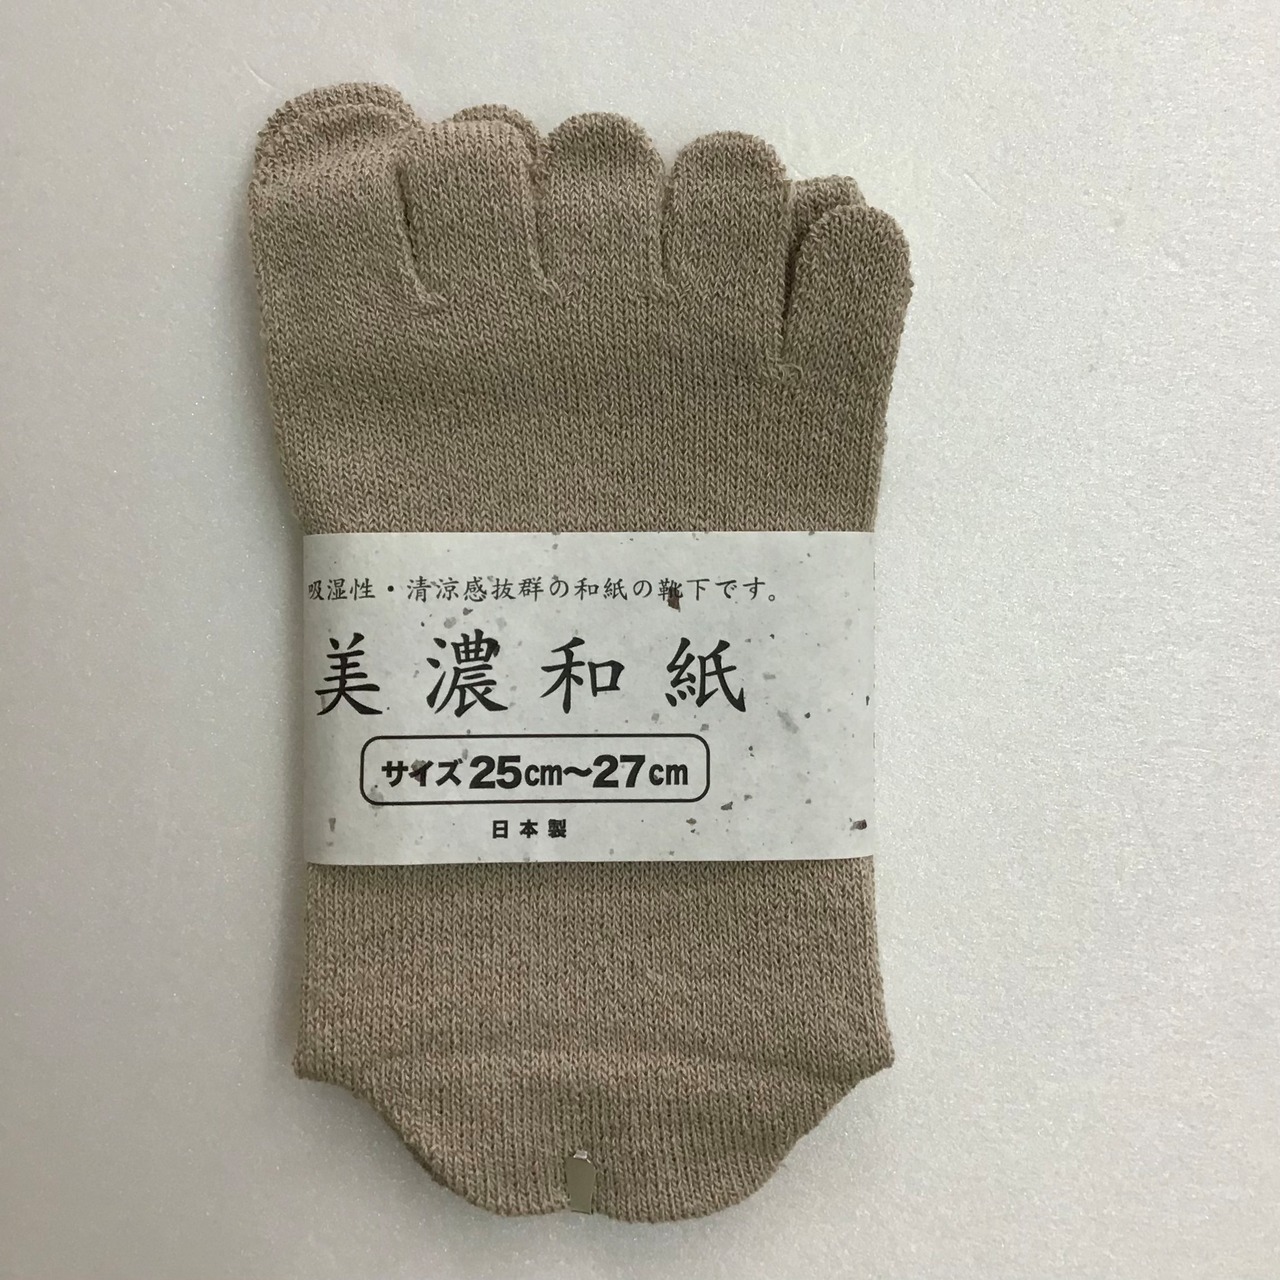 吸湿性・清涼感抜群の和紙の靴下です。
美濃和紙
サイズ25cm〜27cm
日本製